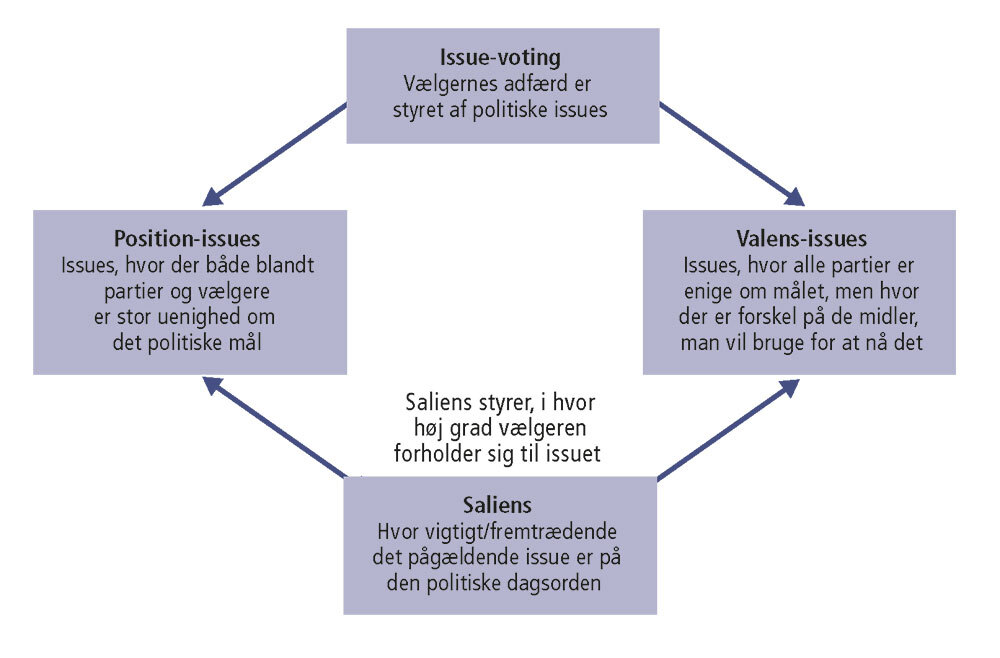 Issue-voting
Vælgernes adfærd er
styret af politiske issues
Position-issues
Issues, hvor der både blandt
partier og vælgere
er stor uenighed om
det politiske mål
Valens-issues
Issues, hvor alle partier er
enige om målet, men hvor
der er forskel på de midler,
man vil bruge for at nå det
Saliens styrer, i hvor
høj grad vælgeren
forholder sig til issuet
Saliens
Hvor vigtigt/fremtrædende
det pågældende issue er på
den politiske dagsorden